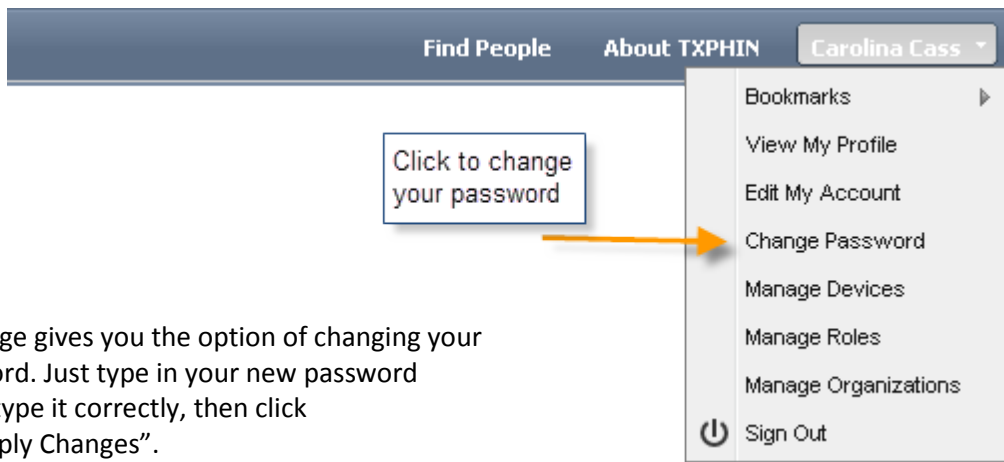 Find People About TXPHIN Carolina Cass
Bookmarks
View My Profile
Edit My Account
Change Password
Manage Devices
Manage Roles
Manage Organizations
Sign Out
Click to change
your password
ge gives you the option of changing your
ord. Just type in your new password
type it correctly, then click
ply Changes”.